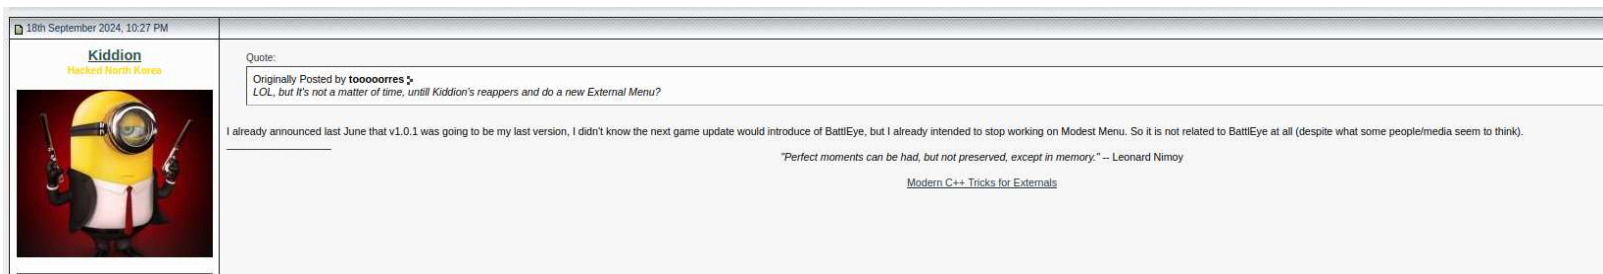 18th September 2024, 10:27 PM
Kiddion
Hacked North Korea
Quote:
Originally Posted by tooooorres
LOL, but It's not a matter of time, untill Kiddion's reappers and do a new External Menu?
I already announced last June that v1.0.1 was going to be my last version, I didn't know the next game update would introduce of BattlEye, but I already intended to stop working on Modest Menu. So it is not related to BattlEye at all (despite what some people/media seem to think).
"Perfect moments can be had, but not preserved, except in memory." -- Leonard Nimoy
Modern C++ Tricks for Externals